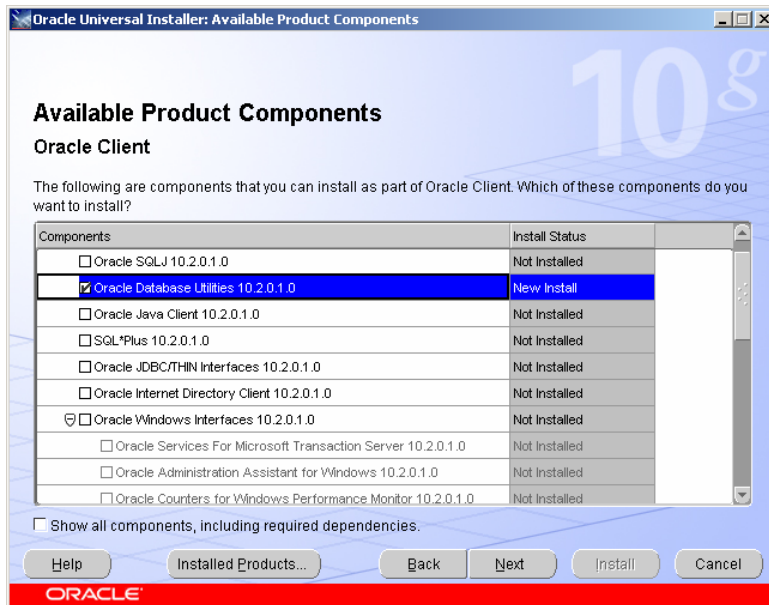 Oracle Universal Installer: Available Product Components
10g
Available Product Components
Oracle Client
The following are components that you can install as part of Oracle Client. Which of these components do you
want to install?
Components Install Status
Oracle SQLJ 10.2.0.1.0 Not Installed
Oracle Database Utilities 10.2.0.1.0 New Install
Oracle Java Client 10.2.0.1.0 Not Installed
SQL*Plus 10.2.0.1.0 Not Installed
Oracle JDBC/THIN Interfaces 10.2.0.1.0 Not Installed
Oracle Internet Directory Client 10.2.0.1.0 Not Installed
Oracle Windows Interfaces 10.2.0.1.0 Not Installed
Oracle Services For Microsoft Transaction Server 10.2.0.1.0 Not Installed
Oracle Administration Assistant for Windows 10.2.0.1.0 Not Installed
Oracle Counters for Windows Performance Monitor 10.2.0.1.0 Not Installed
Show all components, including required dependencies.
Help Installed Products... Back Next Install Cancel
ORACLE